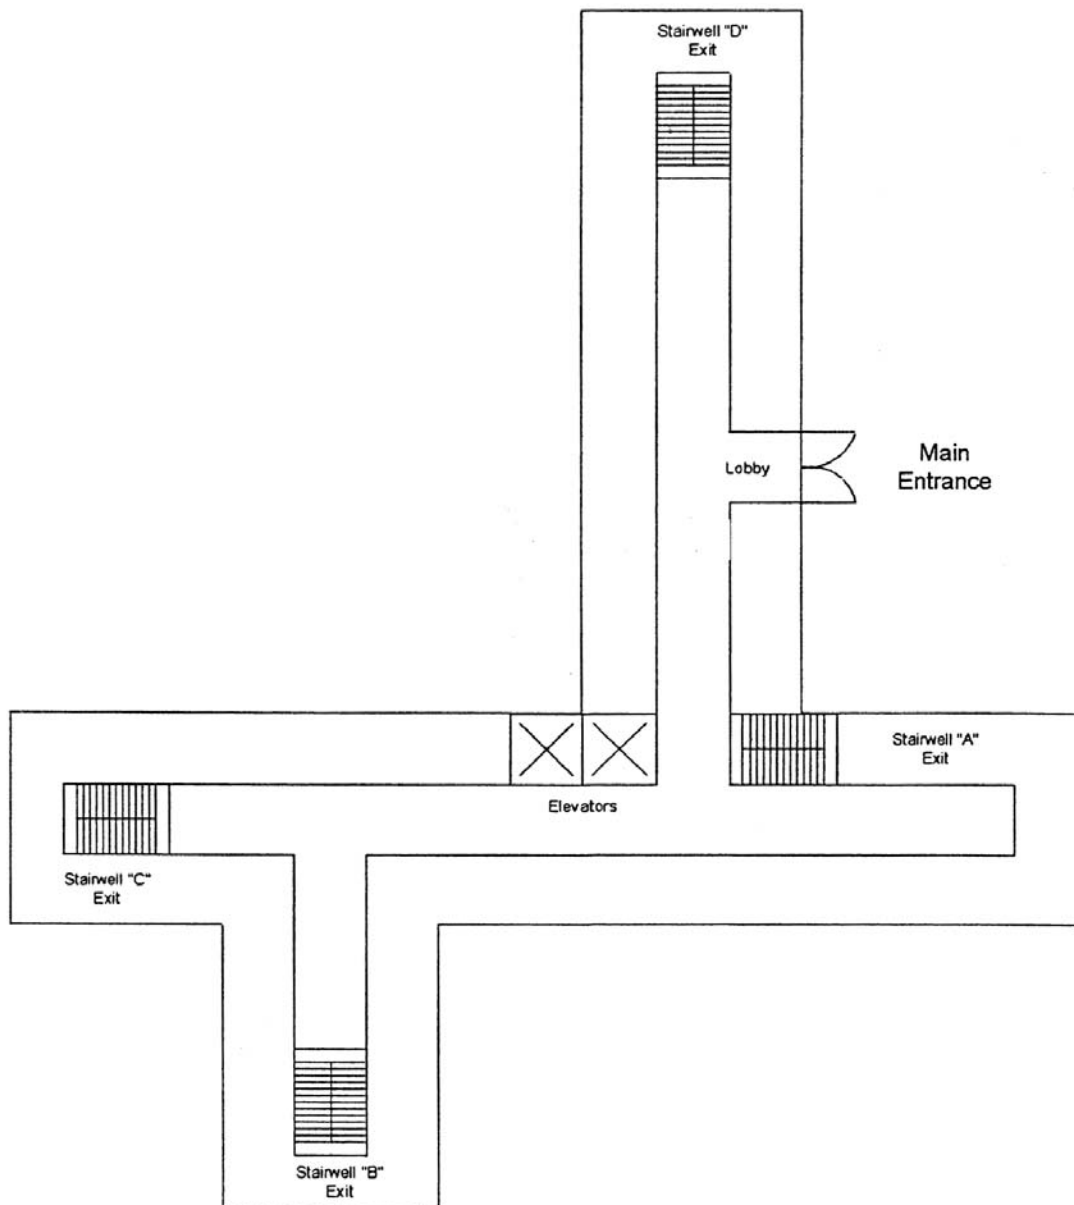 Stairwell "D"
Exit
Lobby
Main
Entrance
Stairwell "A"
Exit
Elevators
Stairwell "C"
Exit
Stairwell "B"
Exit